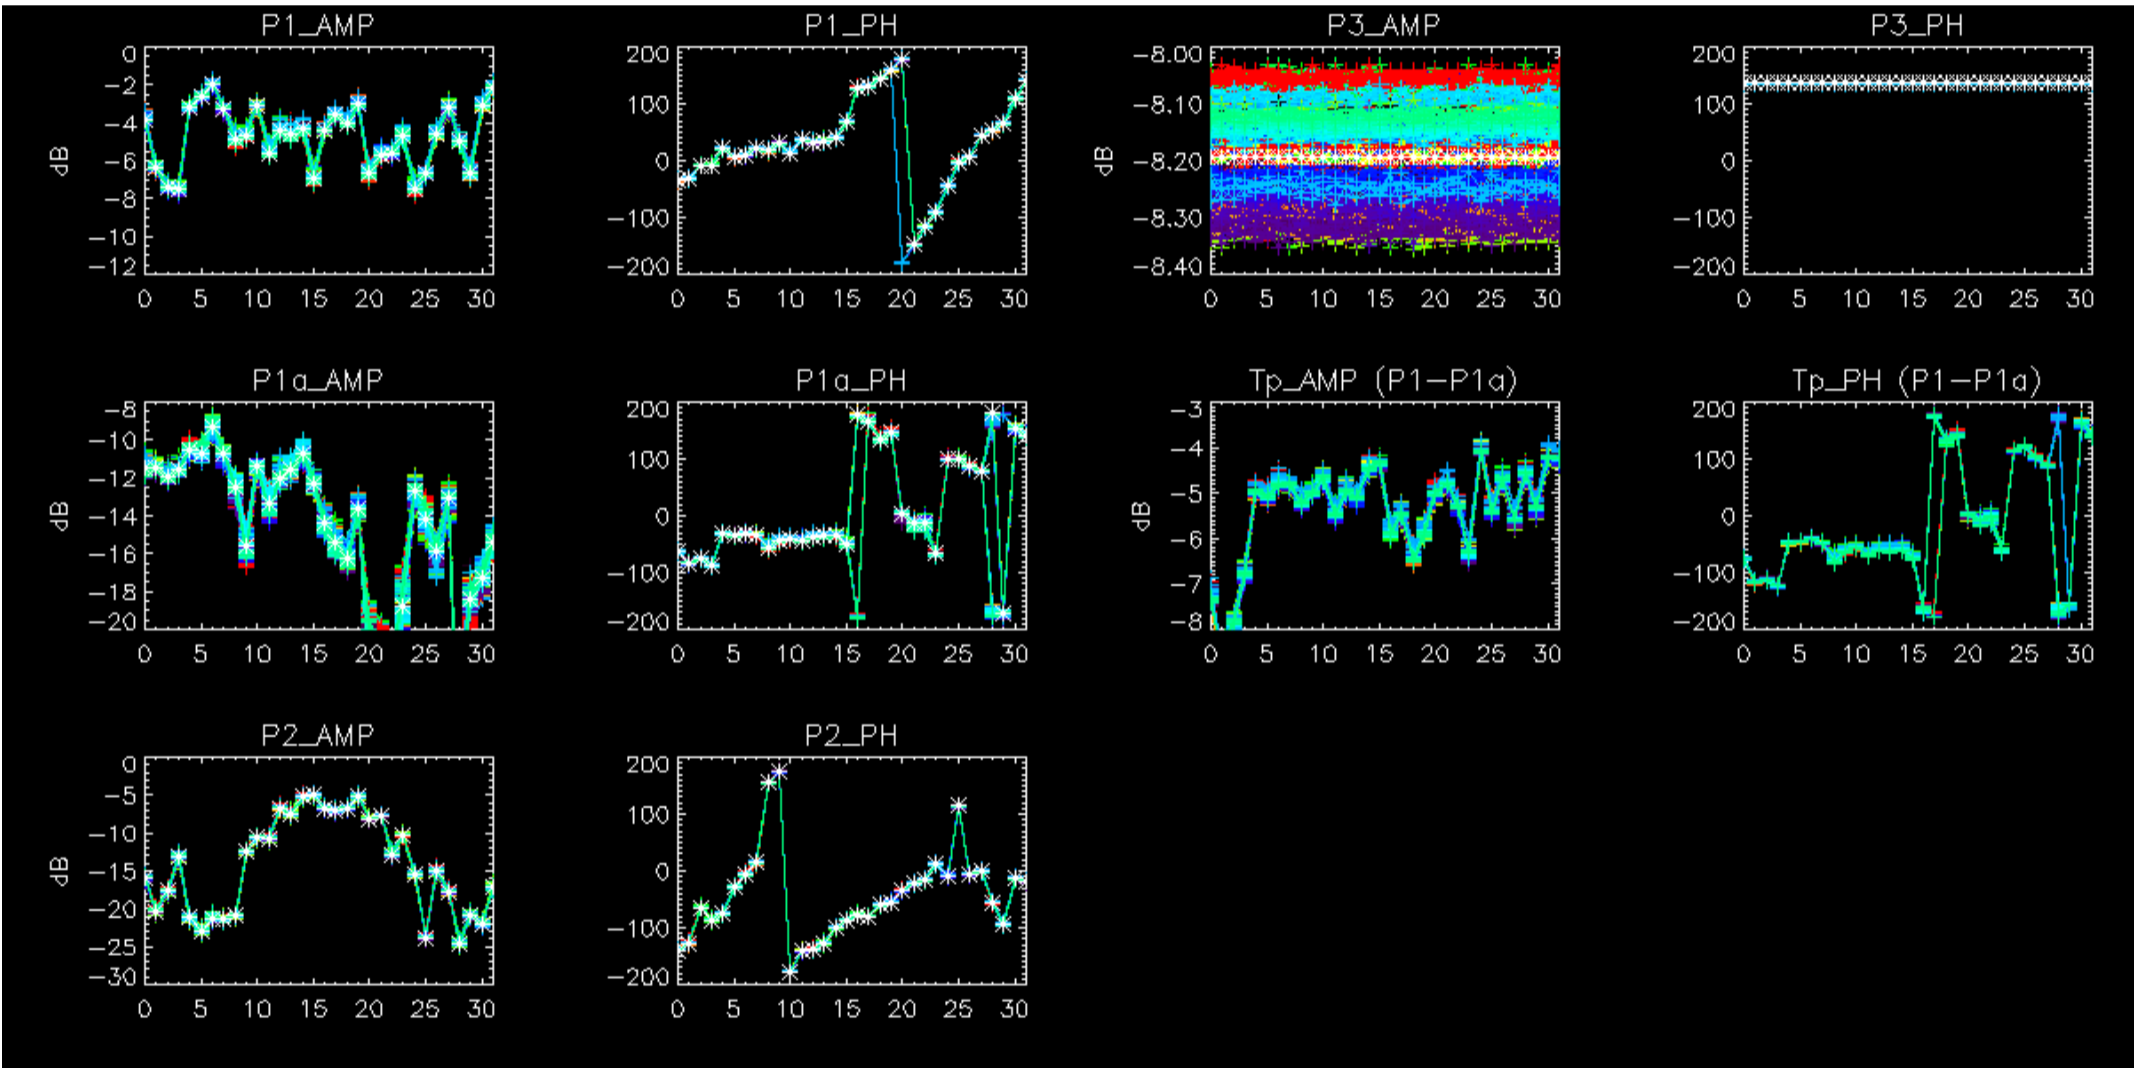 P1_AMP
P1_PH
P3_AMP
P3_PH
0
−2
−4
−6
−8
−10
−12
dB
0 5 10 15 20 25 30
200
100
0
−100
−200
0 5 10 15 20 25 30
−8.00
−8.10
−8.20
−8.30
−8.40
dB
0 5 10 15 20 25 30
200
100
0
−100
−200
0 5 10 15 20 25 30
P1a_AMP
P1a_PH
Tp_AMP (P1−P1a)
Tp_PH (P1−P1a)
−8
−10
−12
−14
−16
−18
−20
dB
0 5 10 15 20 25 30
200
100
0
−100
−200
0 5 10 15 20 25 30
−3
−4
−5
−6
−7
−8
dB
0 5 10 15 20 25 30
200
100
0
−100
−200
0 5 10 15 20 25 30
P2_AMP
P2_PH
0
−5
−10
−15
−20
−25
−30
dB
0 5 10 15 20 25 30
200
100
0
−100
−200
0 5 10 15 20 25 30